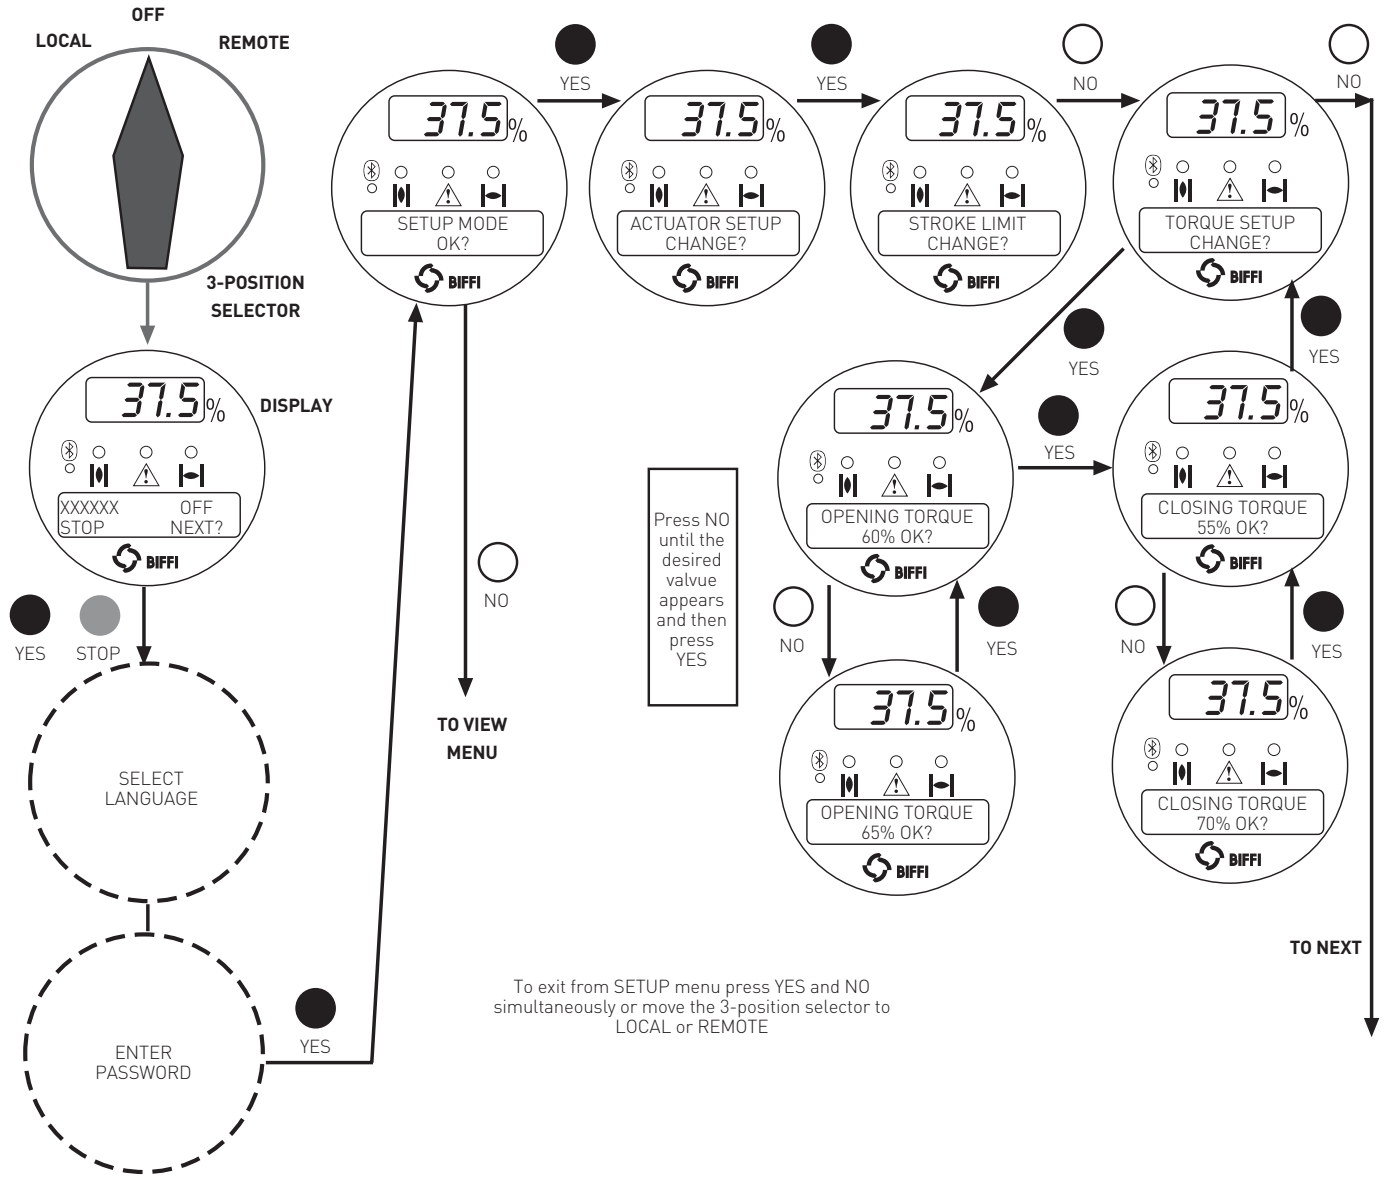 OFF
LOCAL
REMOTE
3-POSITION
SELECTOR
37.5%
DISPLAY
XXXXXX OFF
STOP NEXT?
BIFFI
YES
STOP
SELECT
LANGUAGE
ENTER
PASSWORD
YES
37.5%
SETUP MODE
OK?
BIFFI
NO
TO VIEW
MENU
YES
37.5%
ACTUATOR SETUP
CHANGE?
BIFFI
YES
37.5%
STROKE LIMIT
CHANGE?
BIFFI
NO
37.5%
TORQUE SETUP
CHANGE?
BIFFI
NO
YES
YES
Press NO
until the
desired
valvue
appears
and then
press
YES
37.5%
OPENING TORQUE
60% OK?
BIFFI
YES
37.5%
CLOSING TORQUE
55% OK?
BIFFI
NO
YES
NO
YES
37.5%
OPENING TORQUE
65% OK?
BIFFI
37.5%
CLOSING TORQUE
70% OK?
BIFFI
TO NEXT
To exit from SETUP menu press YES and NO
simultaneously or move the 3-position selector to
LOCAL or REMOTE